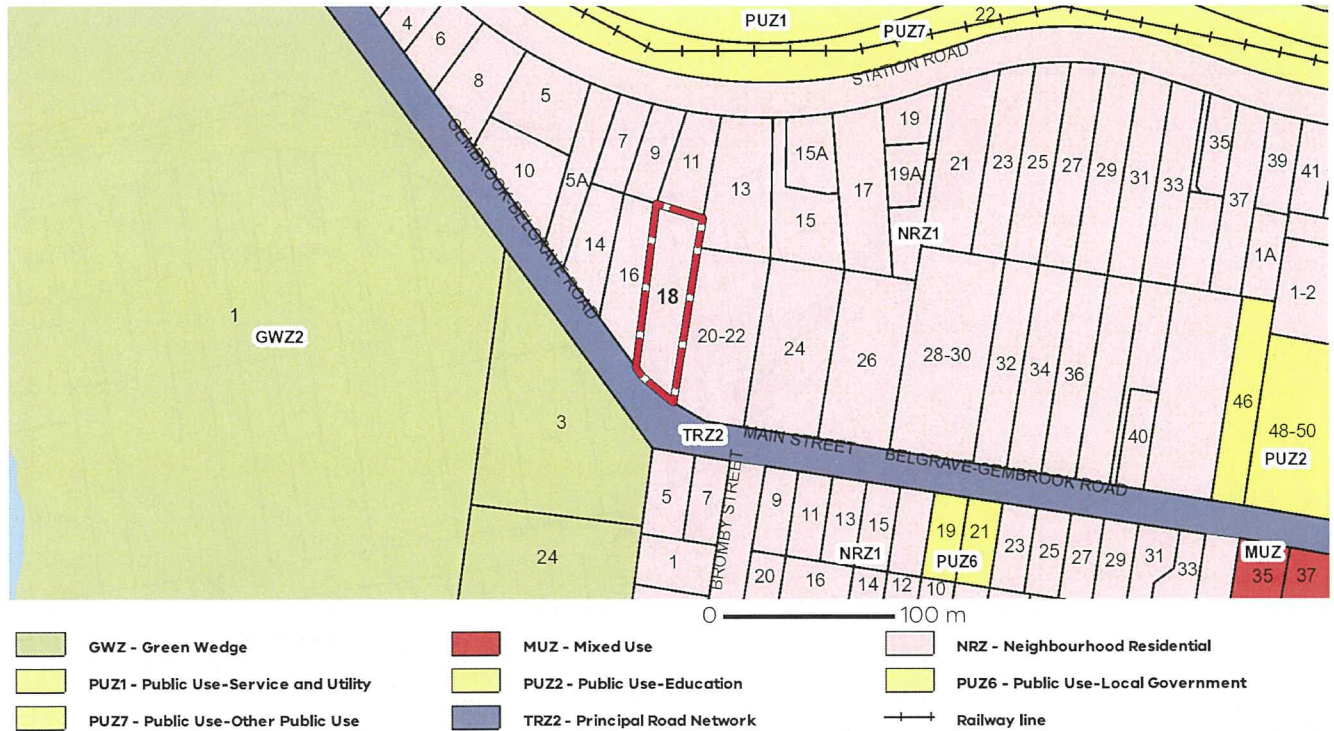 PUZ1
22
PUZ7
4
6
STATION ROAD
8
5
19
35
7
9
11
15A
21
23
25
27
29
31
33
39
41
GEMBROOK-BELGRAVE ROAD
10
5A
13
17
19A
37
15
NRZ1
1A
14
16
18
1-2
1
GWZ2
20-22
24
26
28-30
32
34
36
46
3
40
48-50
PUZ2
TRZ2
MAIN STREET
BELGRAVE-GEMBROOK ROAD
5
7
BROMBY STREET
9
11
13
15
NRZ1
19
21
PUZ6
23
25
27
29
31
33
MUZ
35
37
24
1
20
16
14
12
10
0
100 m
GWZ - Green Wedge
MUZ - Mixed Use
NRZ - Neighbourhood Residential
PUZ1 - Public Use-Service and Utility
PUZ2 - Public Use-Education
PUZ6 - Public Use-Local Government
PUZ7 - Public Use-Other Public Use
TRZ2 - Principal Road Network
Railway line